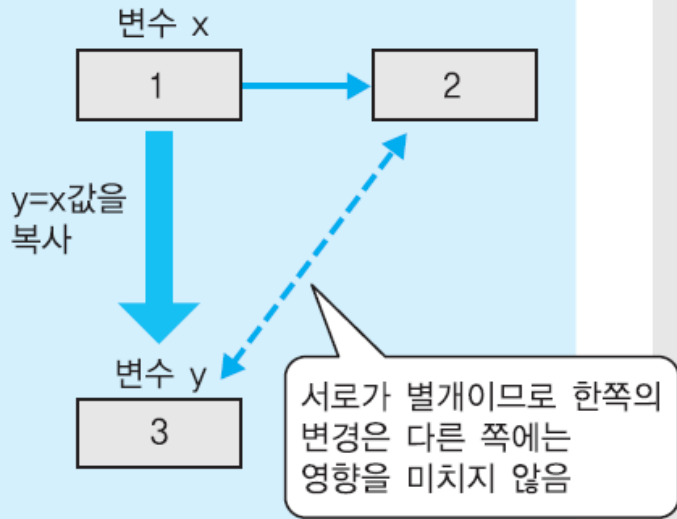 변수 x
1
2
y=x값을
복사
변수 y
3
서로가 별개이므로 한쪽의
변경은 다른 쪽에는
영향을 미치지 않음